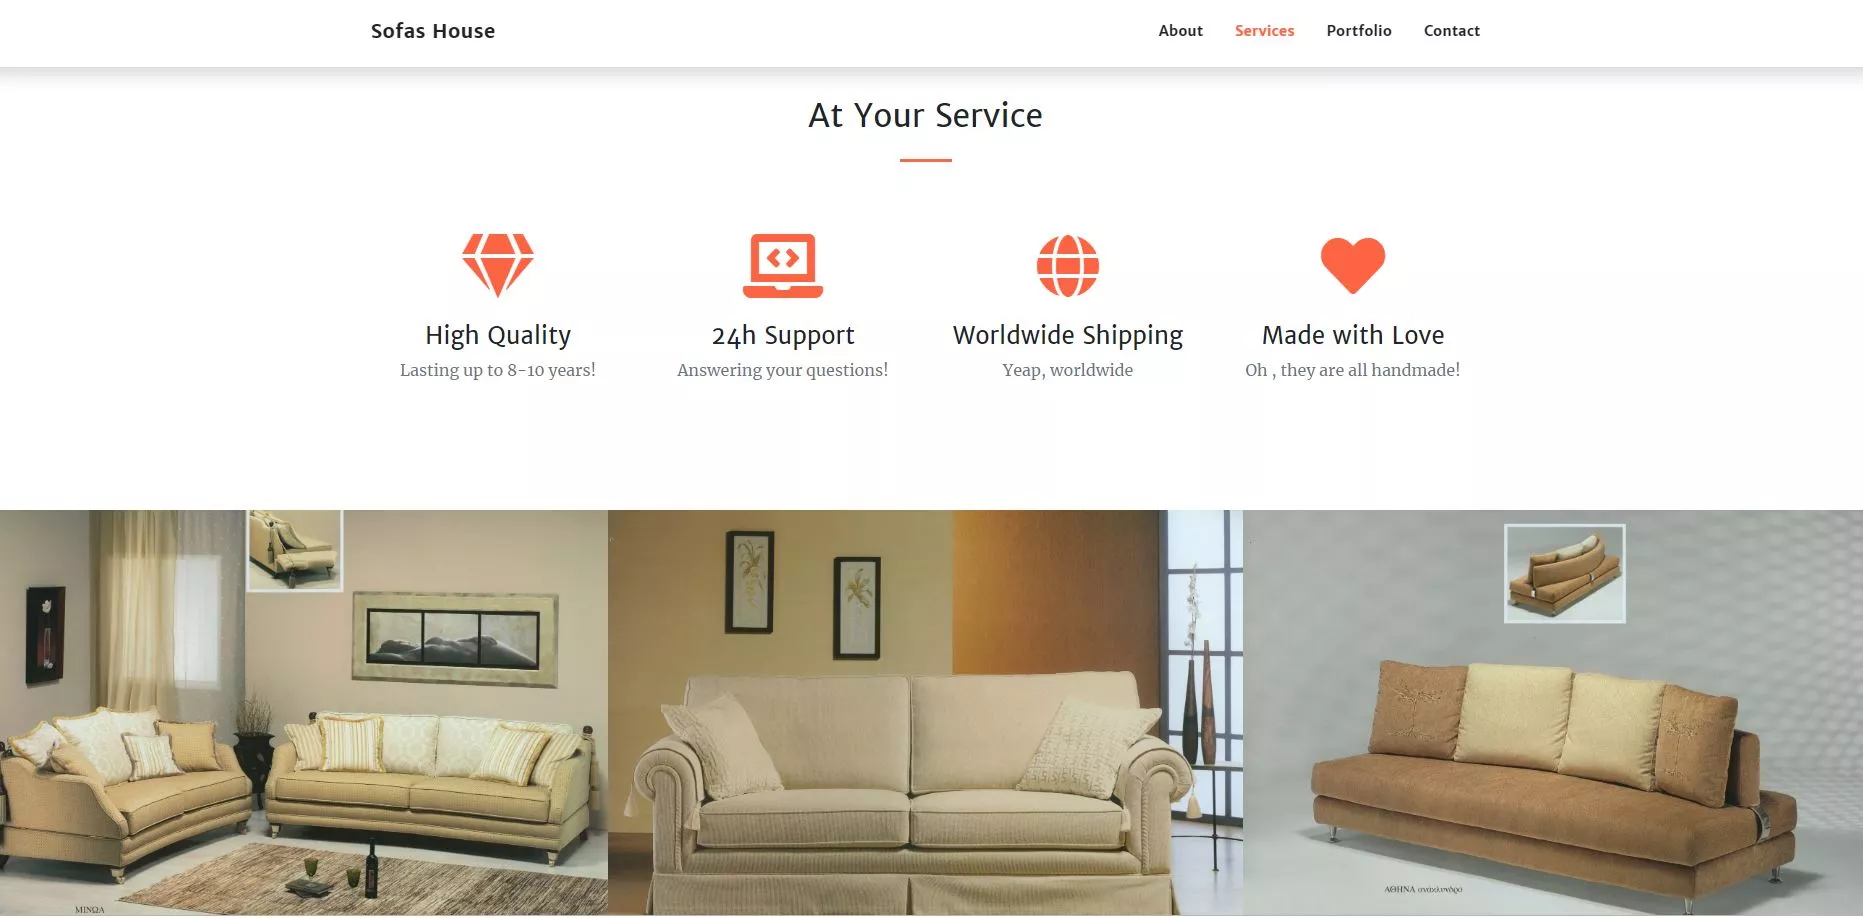 Sofas House
About Services Portfolio Contact
At Your Service
High Quality
Lasting up to 8-10 years!
24h Support
Answering your questions!
Worldwide Shipping
Yeap, worldwide
Made with Love
Oh , they are all handmade!
ΜΙΝΩΑ
ΑΘΗΝΑ ανάκλινδρο